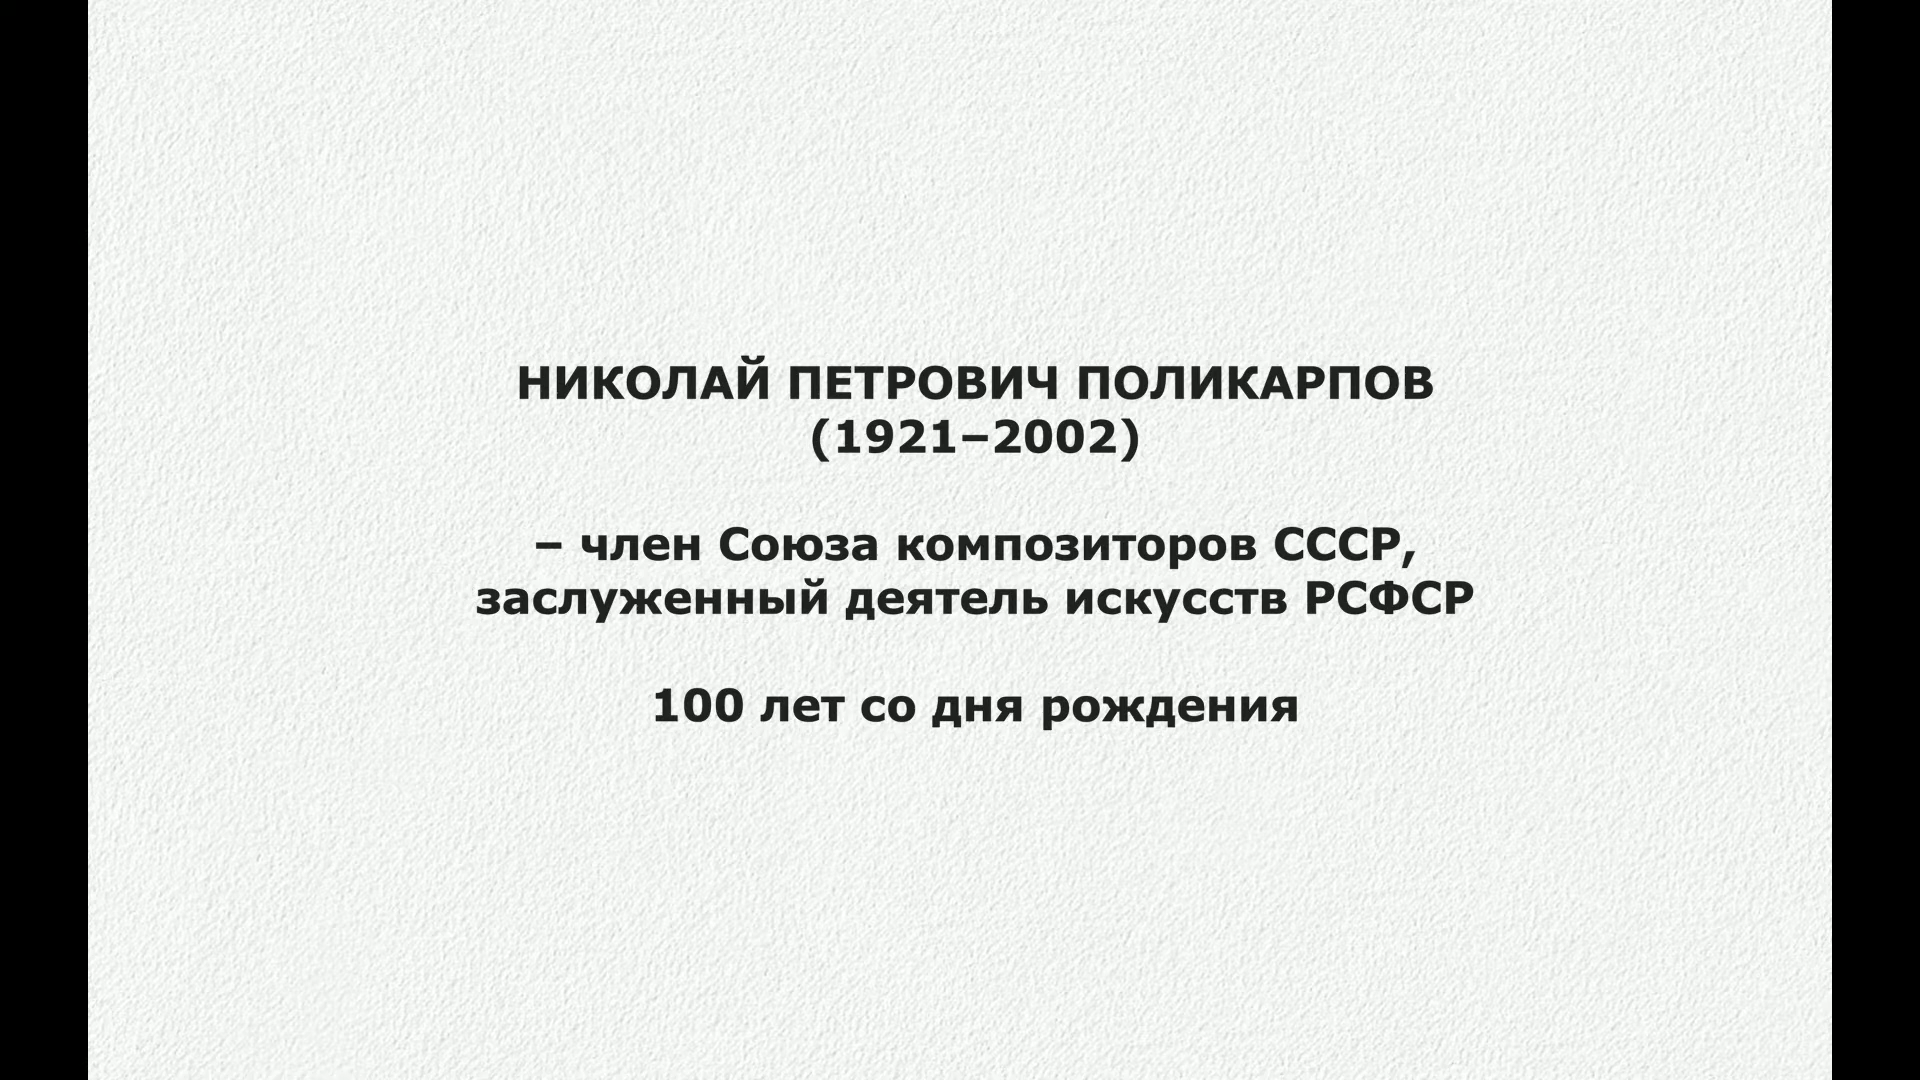 НИКОЛАЙ ПЕТРОВИЧ ПОЛИКАРПОВ
(1921–2002)
– член Союза композиторов СССР,
заслуженный деятель искусств РСФСР
100 лет со дня рождения